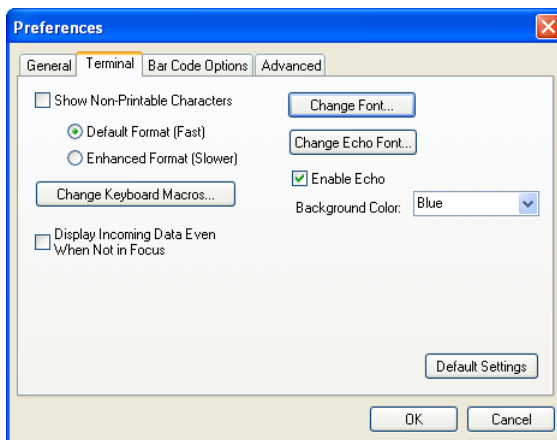 Preferences
General Terminal Bar Code Options Advanced
Show Non-Printable Characters
Default Format (Fast)
Enhanced Format (Slower)
Change Keyboard Macros...
Display Incoming Data Even
When Not in Focus
Change Font...
Change Echo Font...
Enable Echo
Background Color: Blue
Default Settings
OK Cancel